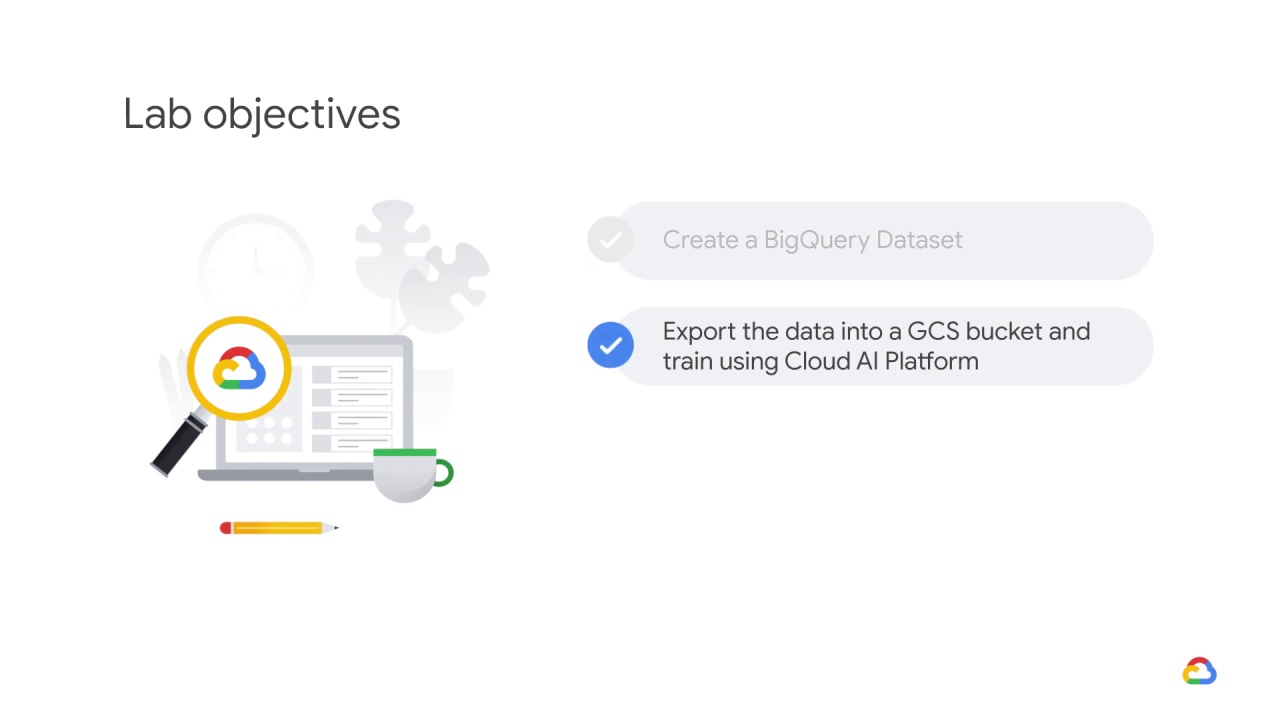 Lab objectives
Create a BigQuery Dataset
Export the data into a GCS bucket and
train using Cloud AI Platform